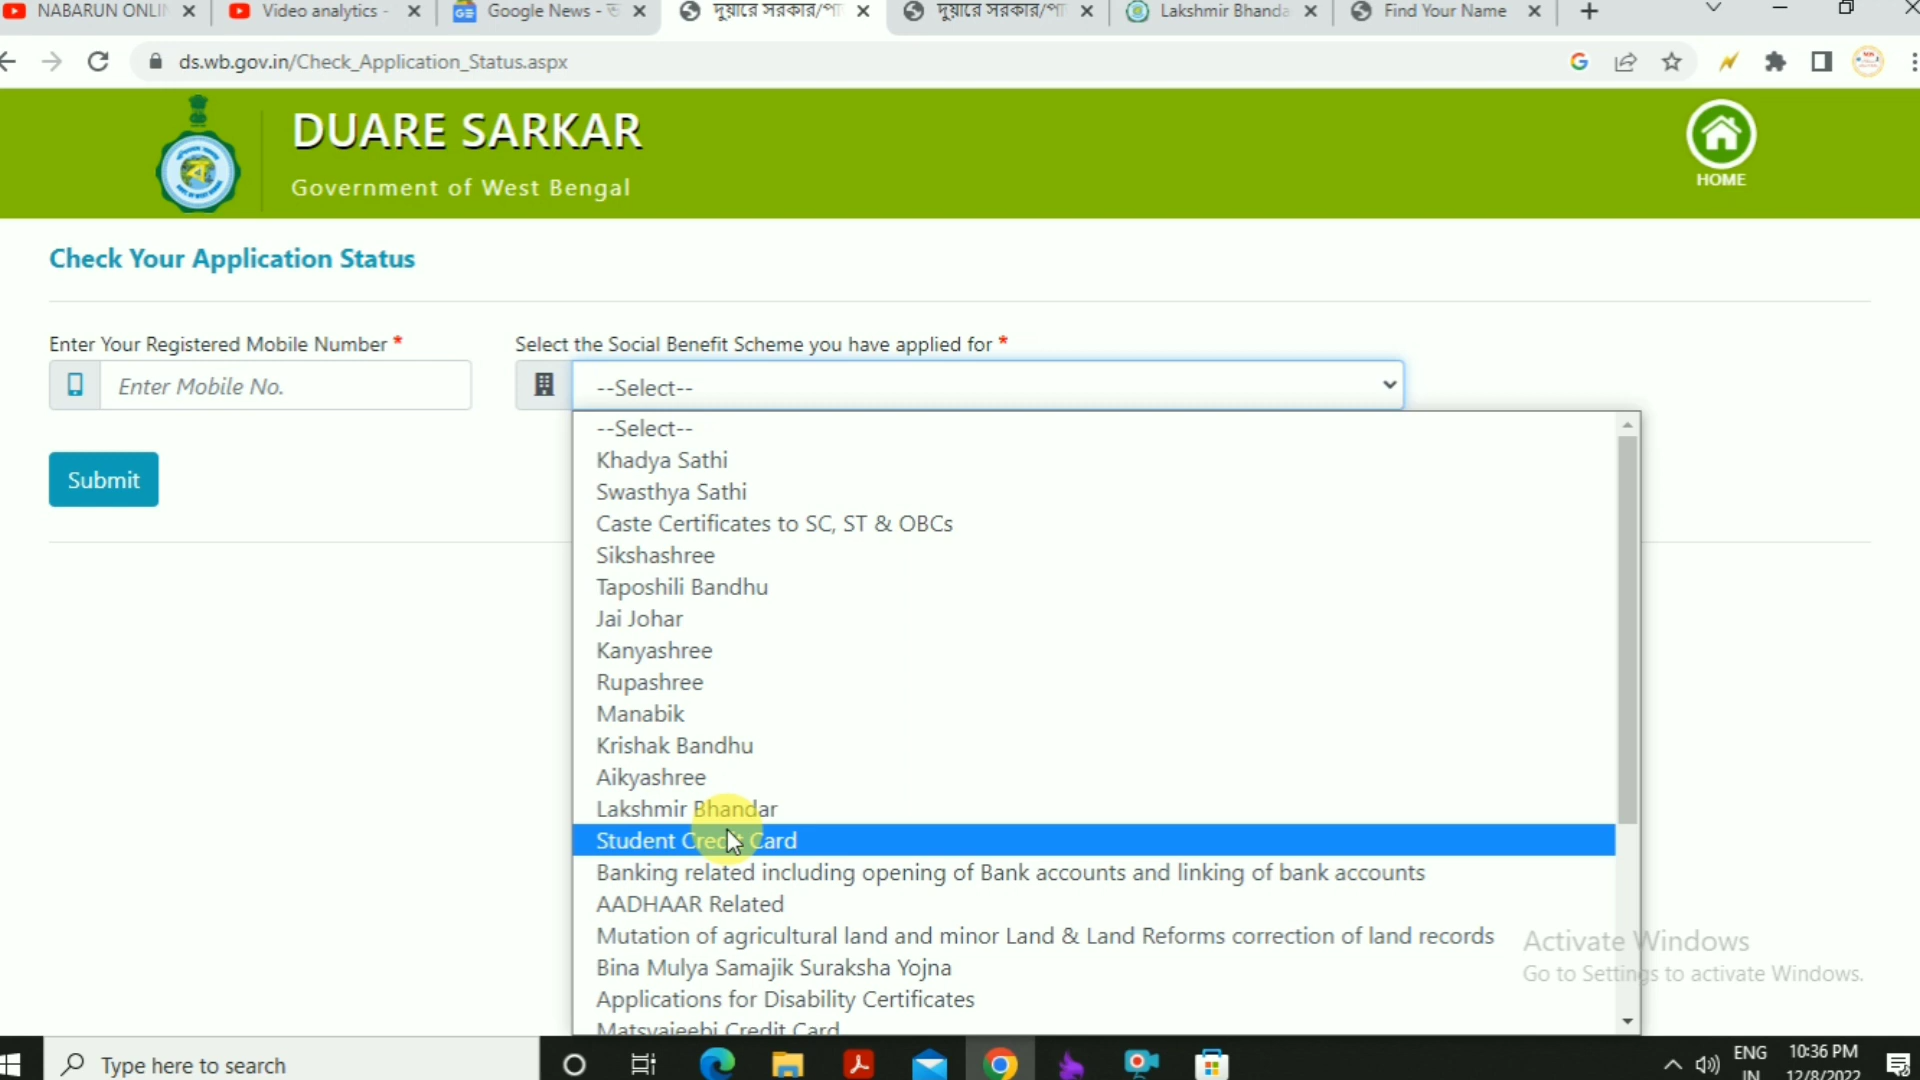 NABARUN ONLIN
Video analytics -
Google News -
দুয়ারে সরকার/
দুয়ারে সরকার/
Lakshmir Bhanda
Find Your Name
ds.wb.gov.in/Check_Application_Status.aspx
DUARE SARKAR
Government of West Bengal
HOME
Check Your Application Status
Enter Your Registered Mobile Number *
Select the Social Benefit Scheme you have applied for *
Enter Mobile No.
--Select--
--Select--
Khadya Sathi
Swasthya Sathi
Submit
Caste Certificates to SC, ST & OBCs
Sikshashree
Taposhili Bandhu
Jai Johar
Kanyashree
Rupashree
Manabik
Krishak Bandhu
Aikyashree
Lakshmir Bhandar
Student Credit Card
Banking related including opening of Bank accounts and linking of bank accounts
AADHAAR Related
Mutation of agricultural land and minor Land & Land Reforms correction of land records
Bina Mulya Samajik Suraksha Yojna
Applications for Disability Certificates
Matsyajeebi Credit Card
Activate Windows
Go to Settings to activate Windows.
Type here to search
ENG
IN
10:36 PM
12/8/2022